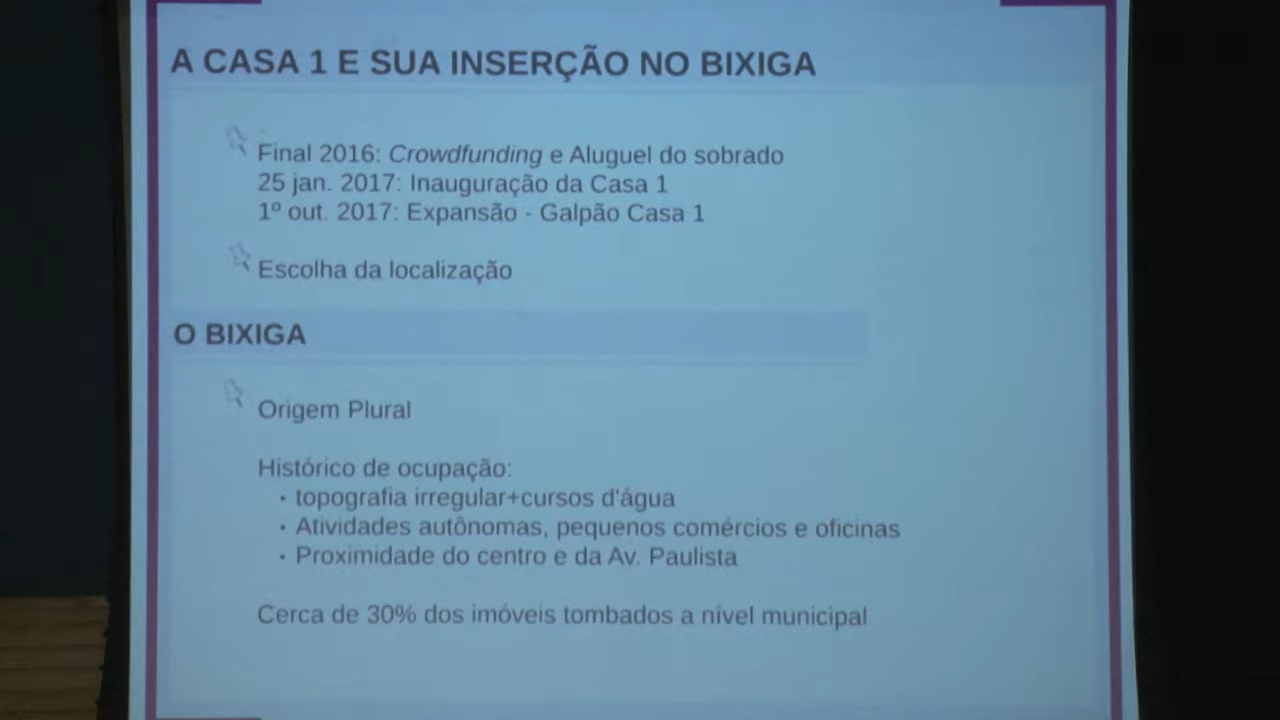 A CASA 1 E SUA INSERÇÃO NO BIXIGA
Final 2016: Crowdfunding e Aluguel do sobrado
25 jan. 2017: Inauguração da Casa 1
1º out. 2017: Expansão - Galpão Casa 1
Escolha da localização
O BIXIGA
Origem Plural
Histórico de ocupação:
• topografia irregular+cursos d'água
• Atividades autônomas, pequenos comércios e oficinas
• Proximidade do centro e da Av. Paulista
Cerca de 30% dos imóveis tombados a nível municipal